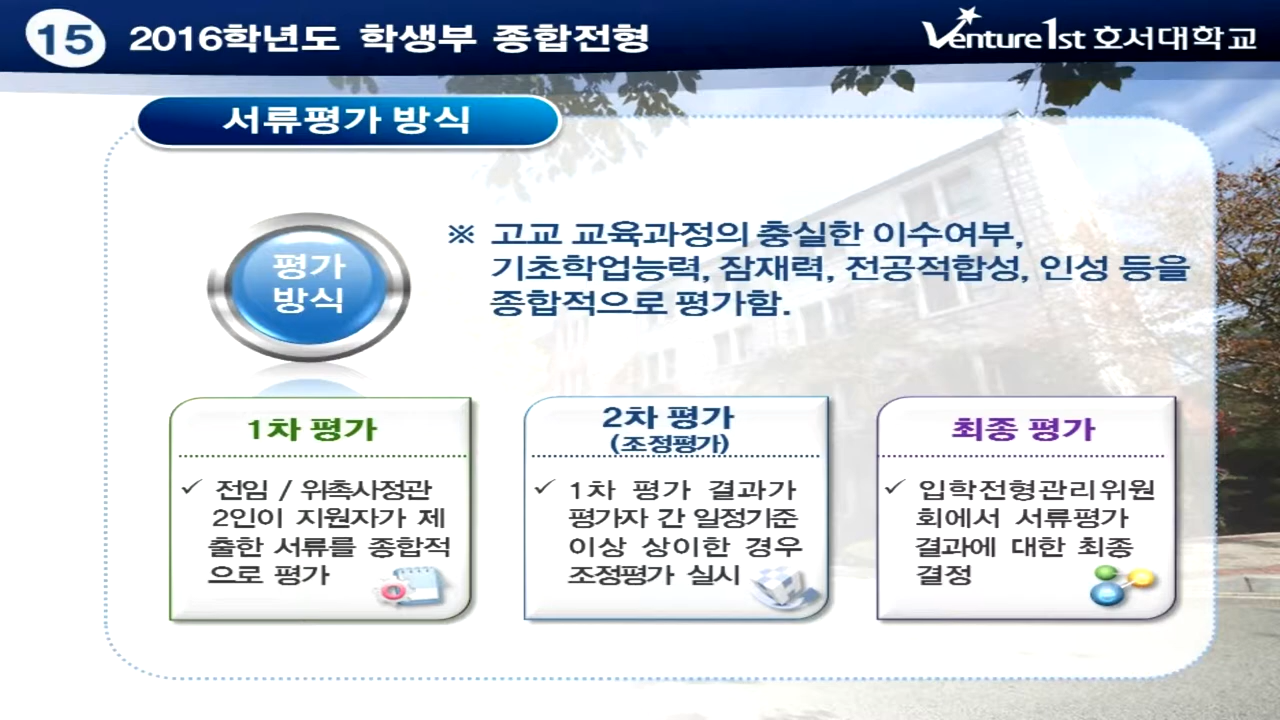 15 2016학년도 학생부 종합전형
Venture1st 호서대학교
서류평가 방식
평가
방식
※ 고교 교육과정의 충실한 이수여부,
기초학업능력, 잠재력, 전공적합성, 인성 등을
종합적으로 평가함.
1차 평가
✓ 전임 / 위촉사정관
2인이 지원자가 제
출한 서류를 종합적
으로 평가
2차 평가
(조정평가)
✓ 1차 평가 결과가
평가자 간 일정기준
이상 상이한 경우
조정평가 실시
최종 평가
✓ 입학전형관리위원
회에서 서류평가
결과에 대한 최종
결정